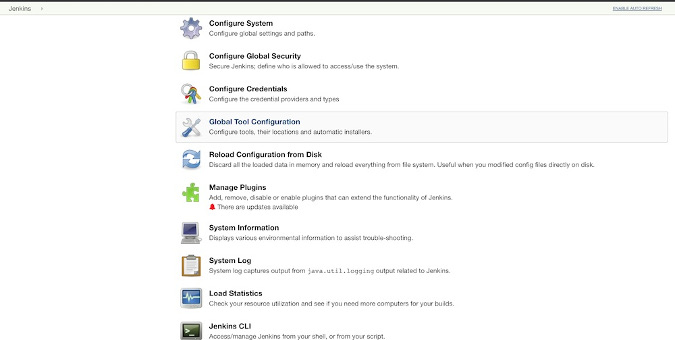 Jenkins
ENABLE AUTO REFRESH
Configure System
Configure global settings and paths.
Configure Global Security
Secure Jenkins; define who is allowed to access/use the system.
Configure Credentials
Configure the credential providers and types
Global Tool Configuration
Configure tools, their locations and automatic installers.
Reload Configuration from Disk
Discard all the loaded data in memory and reload everything from file system. Useful when you modified config files directly on disk.
Manage Plugins
Add, remove, disable or enable plugins that can extend the functionality of Jenkins.
There are updates available
System Information
Displays various environmental information to assist trouble-shooting.
System Log
System log captures output from java.util.logging output related to Jenkins.
Load Statistics
Check your resource utilization and see if you need more computers for your builds.
Jenkins CLI
Access/manage Jenkins from your shell, or from your script.